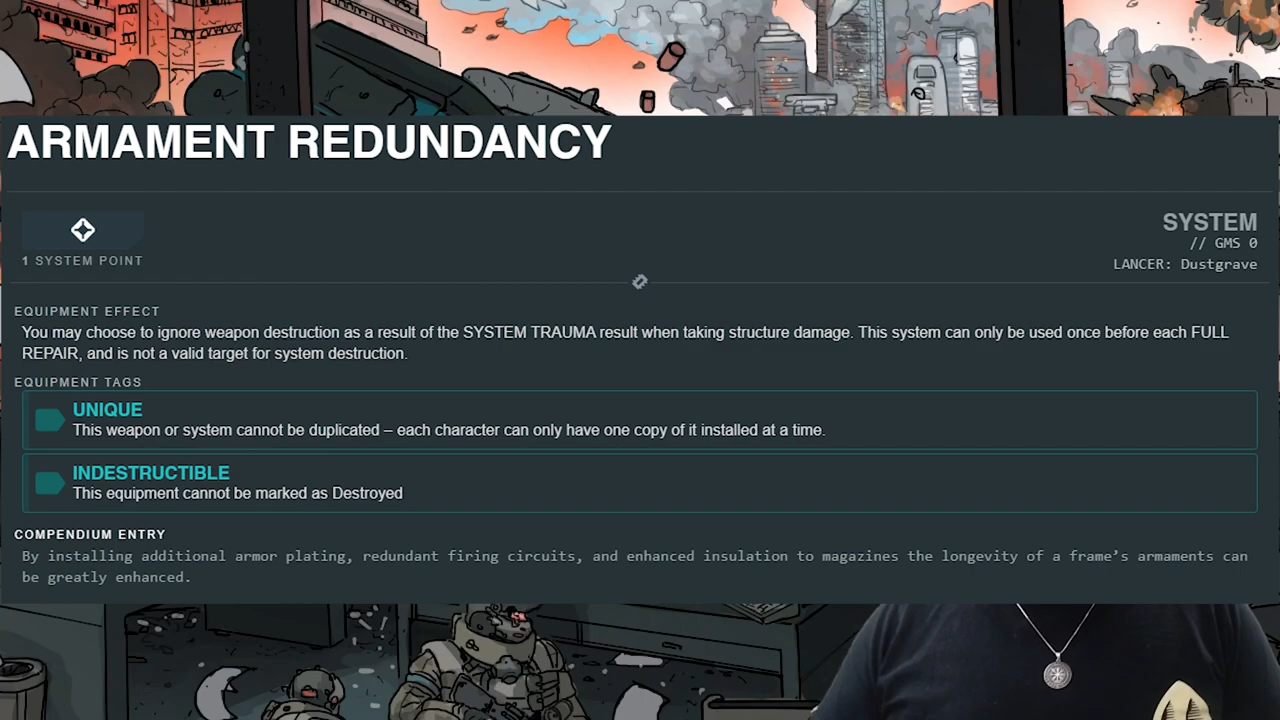 ARMAMENT REDUNDANCY
1 SYSTEM POINT
SYSTEM
// GMS 0
LANCER: Dustgrave
EQUIPMENT EFFECT
You may choose to ignore weapon destruction as a result of the SYSTEM TRAUMA result when taking structure damage. This system can only be used once before each FULL
REPAIR, and is not a valid target for system destruction.
EQUIPMENT TAGS
UNIQUE
This weapon or system cannot be duplicated – each character can only have one copy of it installed at a time.
INDESTRUCTIBLE
This equipment cannot be marked as Destroyed
COMPENDIUM ENTRY
By installing additional armor plating, redundant firing circuits, and enhanced insulation to magazines the longevity of a frame’s armaments can
be greatly enhanced.